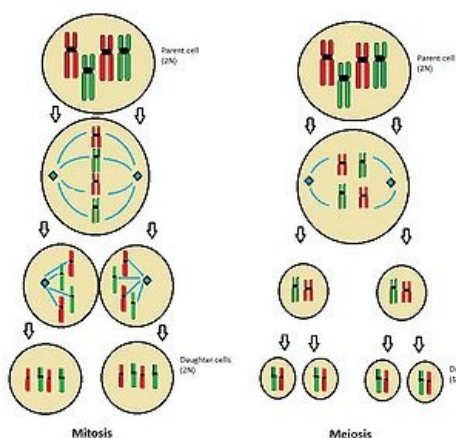 Parent cell
(2N)
Parent cell
(2N)
Daughter cells
(2N)
Mitosis
Meiosis